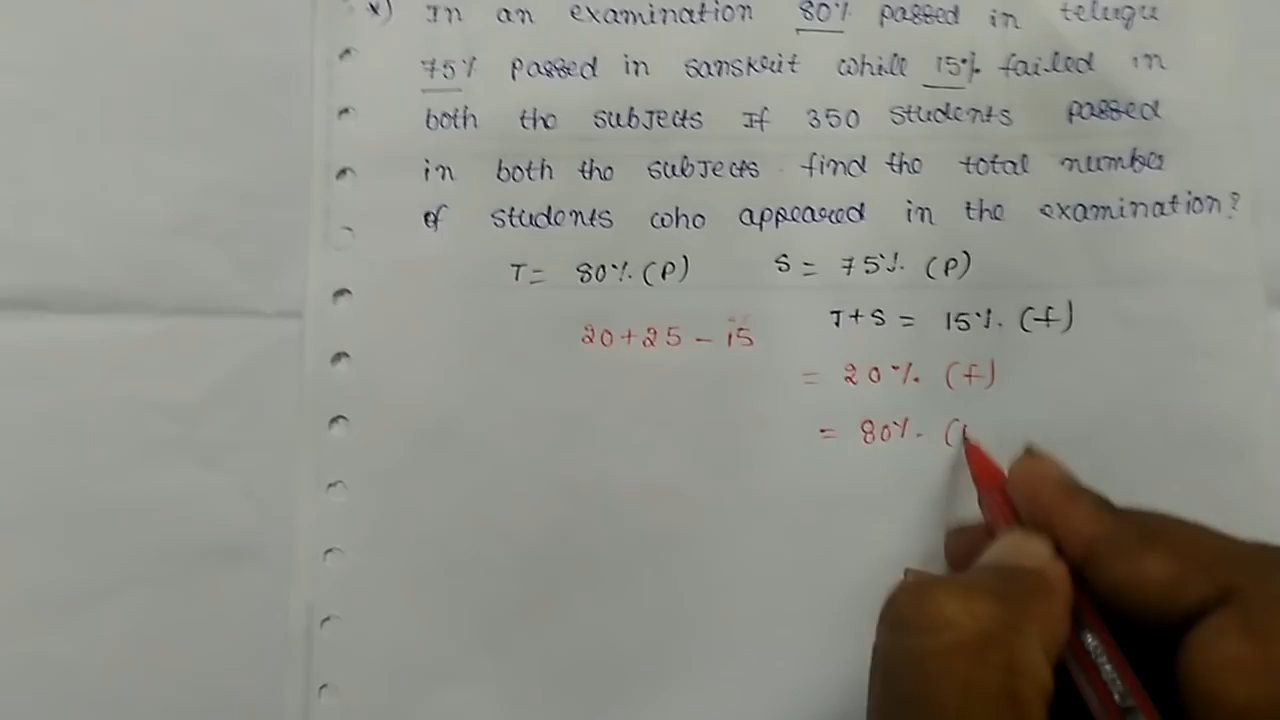 x) In an examination 80% passed in telugu
75% passed in sanskrit while 15% failed in
both the subjects If 350 students passed
in both the subjects find the total number
of students who appeared in the examination?
T = 80% (P) S = 75% (P)
T+S = 15% (f)
20+25-15
= 20% (f)
= 80% (